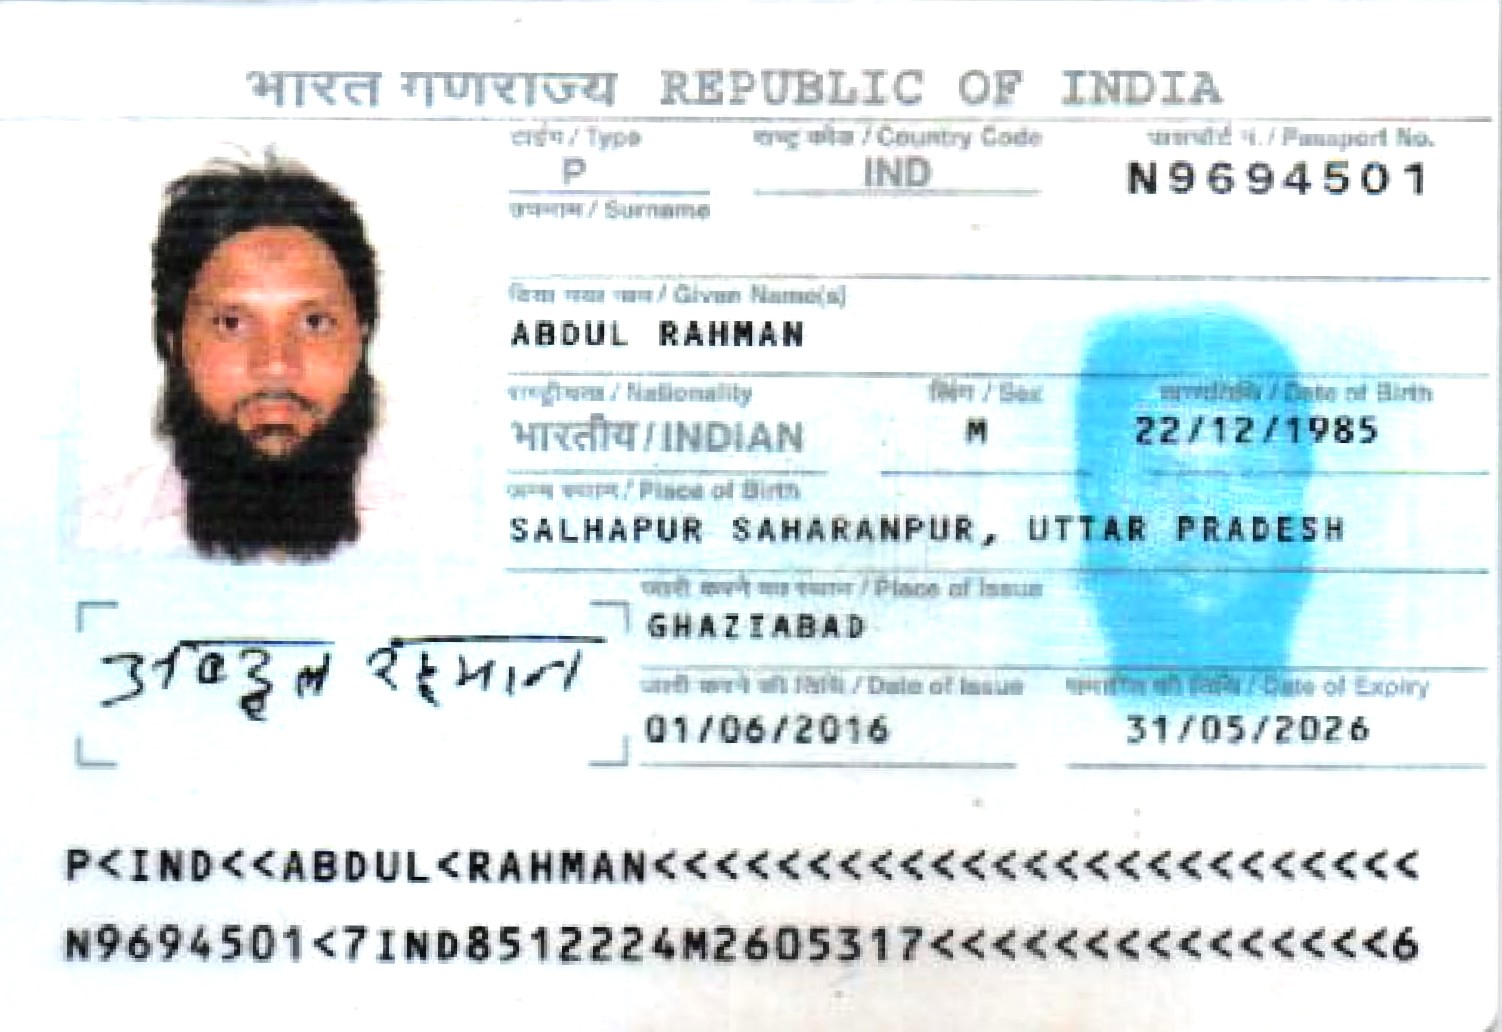 भारत गणराज्य REPUBLIC OF INDIA
टाईप / Type
राष्ट्र कोड / Country Code
पासपोर्ट नं. / Passport No.
P
IND
N9694501
उपनाम / Surname
दिया गया नाम / Given Name(s)
ABDUL RAHMAN
राष्ट्रीयता / Nationality
लिंग / Sex
जन्मतिथि / Date of Birth
भारतीय / INDIAN
M
22/12/1985
जन्म स्थान / Place of Birth
SALHAPUR SAHARANPUR, UTTAR PRADESH
जारी करने का स्थान / Place of Issue
GHAZIABAD
अब्दुल रहमान
जारी करने की तिथि / Date of Issue
समाप्ति की तिथि / Date of Expiry
01/06/2016
31/05/2026
P<IND<<ABDUL<RAHMAN<<<<<<<<<<<<<<<<<<<<<<<<<
N9694501<7IND8512224M2605317<<<<<<<<<<<<<<<6